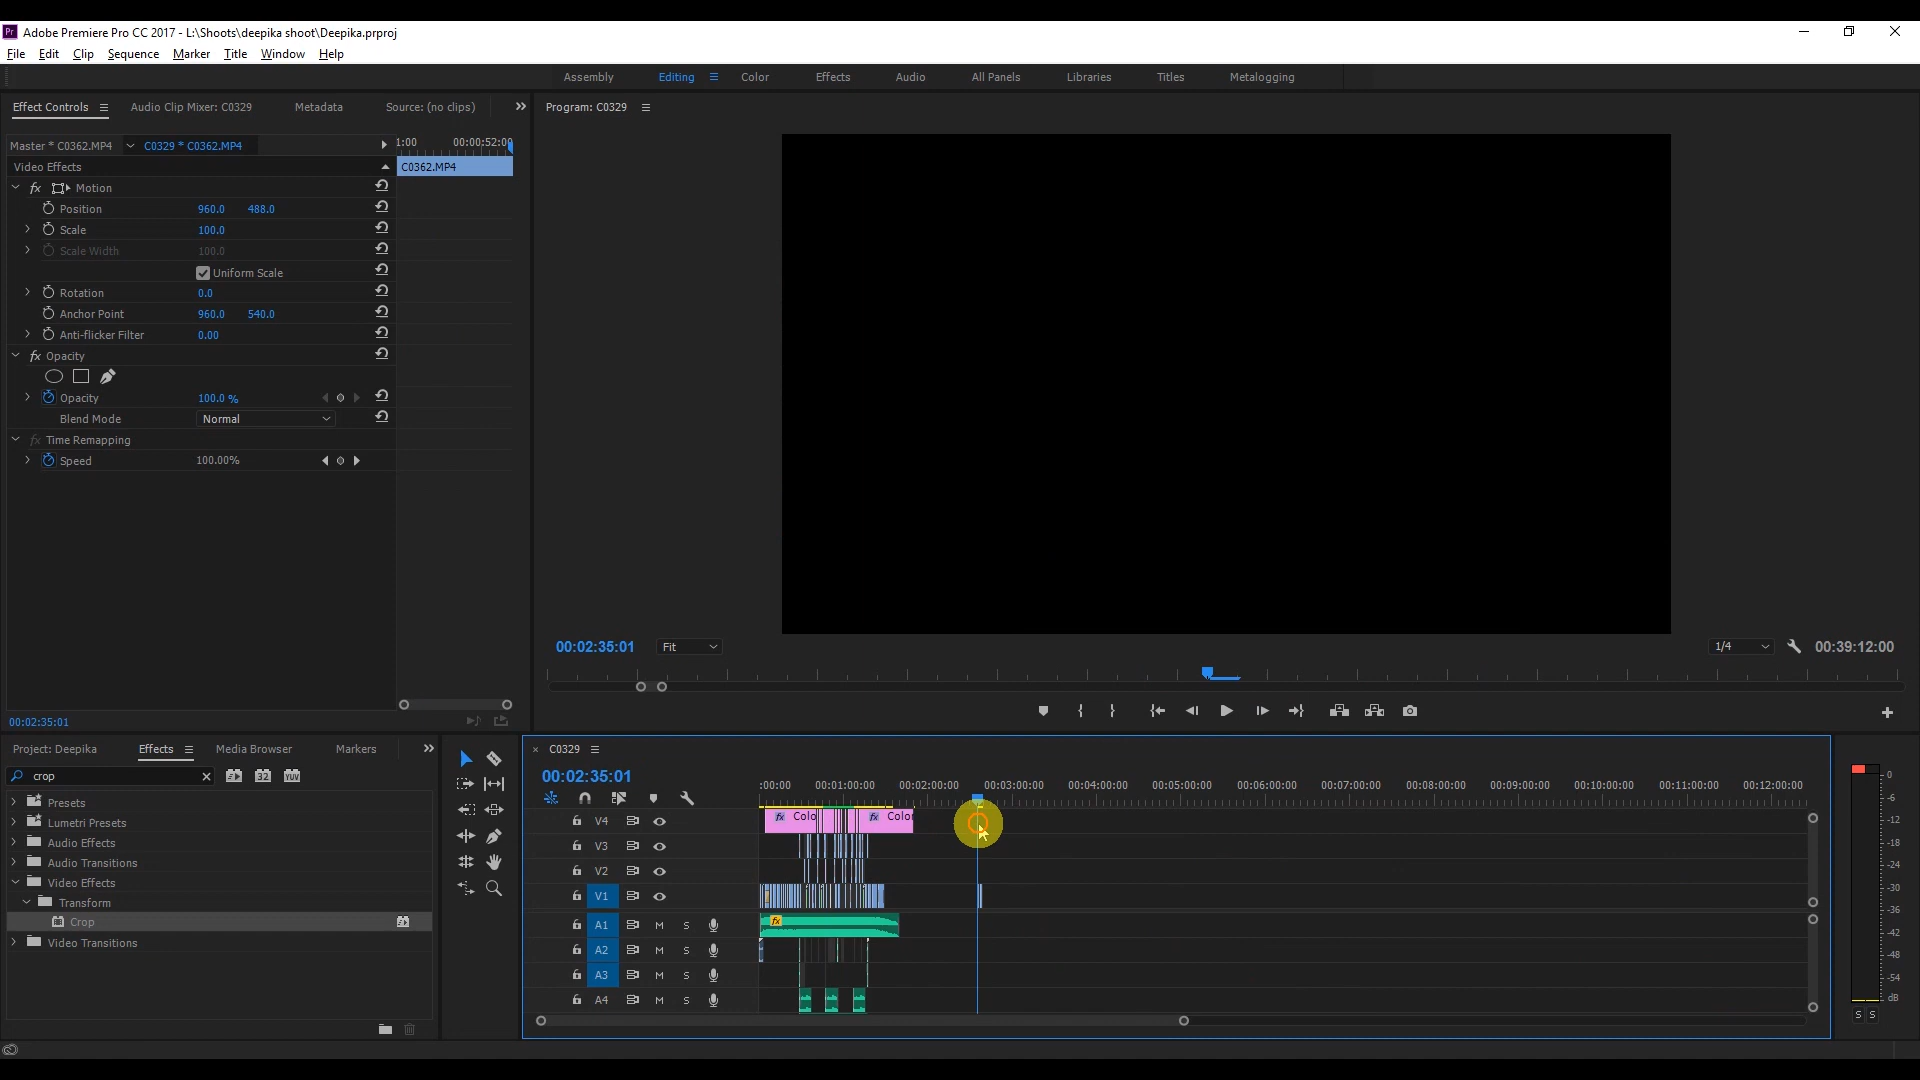 Pr Adobe Premiere Pro CC 2017 - L:\Shoots\deepika shoot\Deepika.prproj
File Edit Clip Sequence Marker Title Window Help
Assembly Editing Color Effects Audio All Panels Libraries Titles Metalogging
Effect Controls Audio Clip Mixer: C0329 Metadata Source: (no clips)
Program: C0329
Master * C0362.MP4 C0329 * C0362.MP4 1:00 00:00:52:00
Video Effects C0362.MP4
fx Motion
Position 960.0 488.0
Scale 100.0
Scale Width 100.0
Uniform Scale
Rotation 0.0
Anchor Point 960.0 540.0
Anti-flicker Filter 0.00
fx Opacity
Opacity 100.0 %
Blend Mode Normal
fx Time Remapping
Speed 100.00%
00:02:35:01 Fit 1/4 00:39:12:00
00:02:35:01
Project: Deepika Effects Media Browser Markers
crop 32 YUV
Presets
Lumetri Presets
Audio Effects
Audio Transitions
Video Effects
Transform
Crop
Video Transitions
C0329
00:02:35:01
:00:00 00:01:00:00 00:02:00:00 00:03:00:00 00:04:00:00 00:05:00:00 00:06:00:00 00:07:00:00 00:08:00:00 00:09:00:00 00:10:00:00 00:11:00:00 00:12:00:00
V4 fx Colo fx Colo
V3
V2
V1
A1 M S fx
A2 M S
A3 M S
A4 M S
0
-6
-12
-18
-24
-30
-36
-42
-48
-54
dB
S S